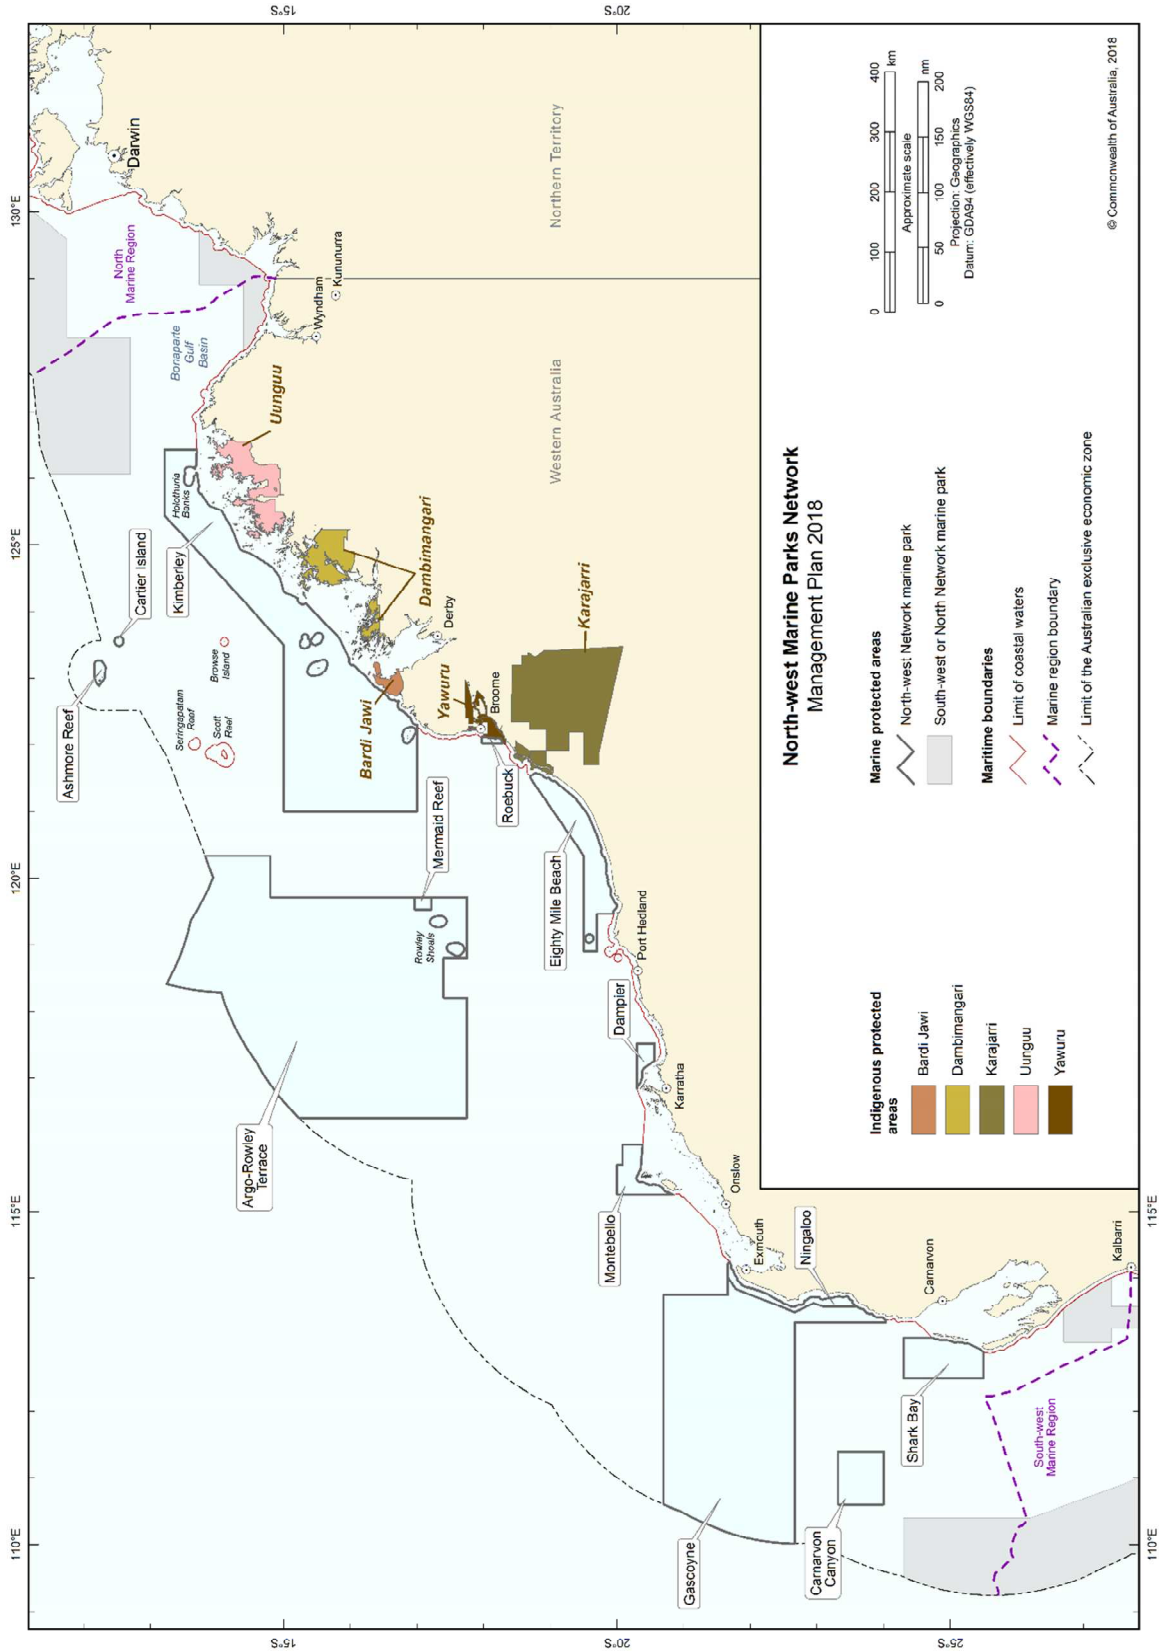 110°E
115°E
120°E
125°E
130°E
15°S
20°S
25°S
15°S
20°S
115°E
110°E
Darwin
North
Marine Region
Bonaparte
Gulf
Basin
Wyndham
Kununurra
Northern Territory
Western Australia
Uunguu
Holothuria
Banks
Cartier Island
Kimberley
Ashmore Reef
Browse
Island
Seringapatam
Reef
Scott
Reef
Dambimangari
Derby
Bardi Jawi
Yawuru
Broome
Karajarri
Roebuck
Mermaid Reef
Rowley
Shoals
Eighty Mile Beach
Port Hedland
Argo-Rowley
Terrace
Dampier
Karratha
Montebello
Onslow
Exmouth
Ningaloo
Gascoyne
Carnarvon
Canyon
Carnarvon
Shark Bay
Kalbarri
South-west
Marine Region
North-west Marine Parks Network
Management Plan 2018
Indigenous protected
areas
Bardi Jawi
Dambimangari
Karajarri
Uunguu
Yawuru
Marine protected areas
North-west Network marine park
South-west or North Network marine park
Maritime boundaries
Limit of coastal waters
Marine region boundary
Limit of the Australian exclusive economic zone
0 100 200 300 400
km
Approximate scale
nm
0 50 100 150 200
Projection: Geographics
Datum: GDA94 (effectively WGS84)
© Commonwealth of Australia, 2018